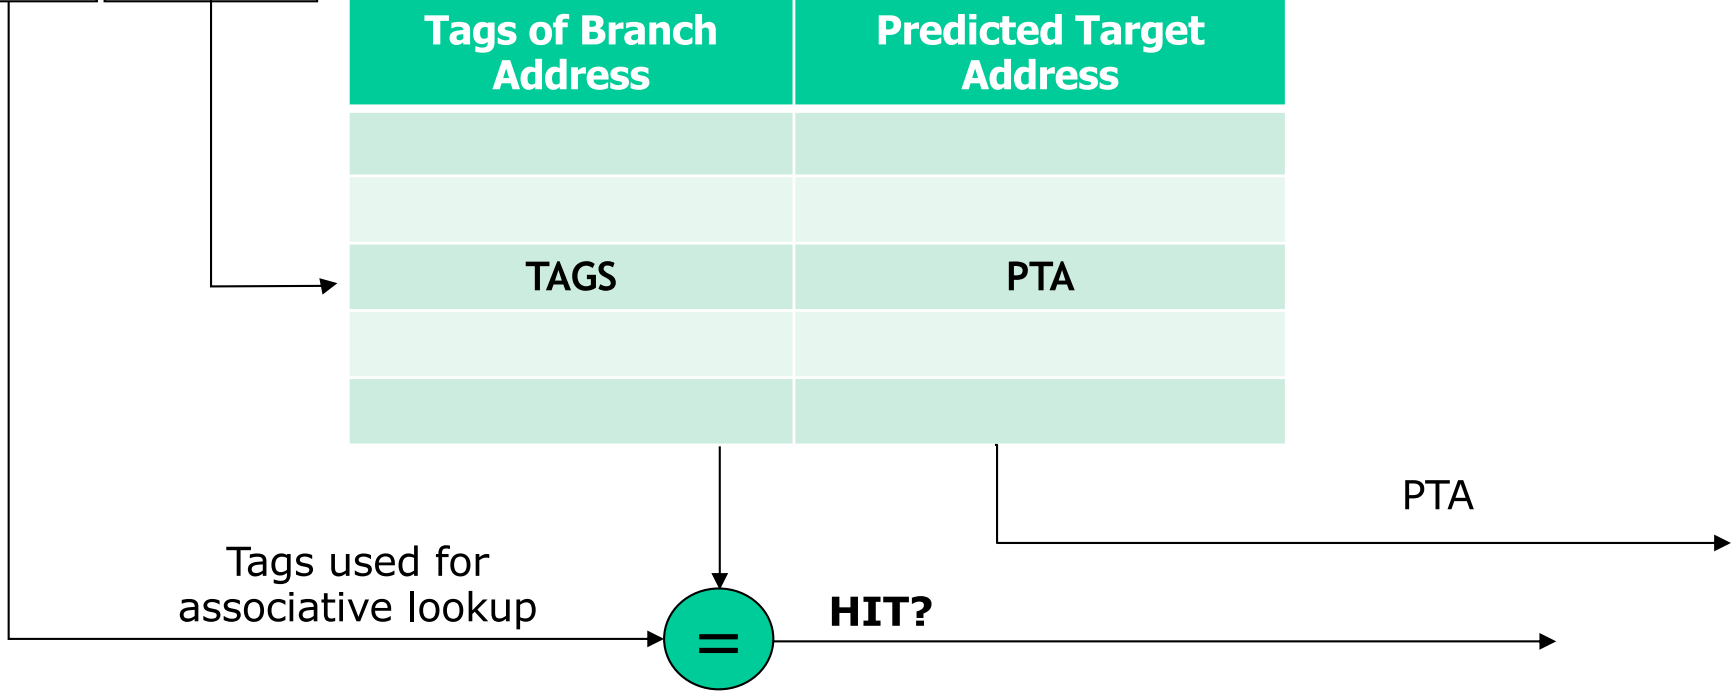 Tags of Branch
Address
Predicted Target
Address
TAGS
PTA
PTA
Tags used for
associative lookup
HIT?
=